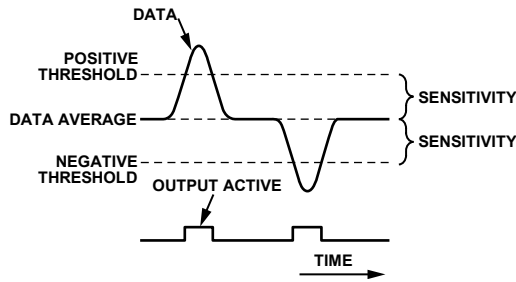 DATA
POSITIVE
THRESHOLD
SENSITIVITY
DATA AVERAGE
SENSITIVITY
NEGATIVE
THRESHOLD
OUTPUT ACTIVE
TIME